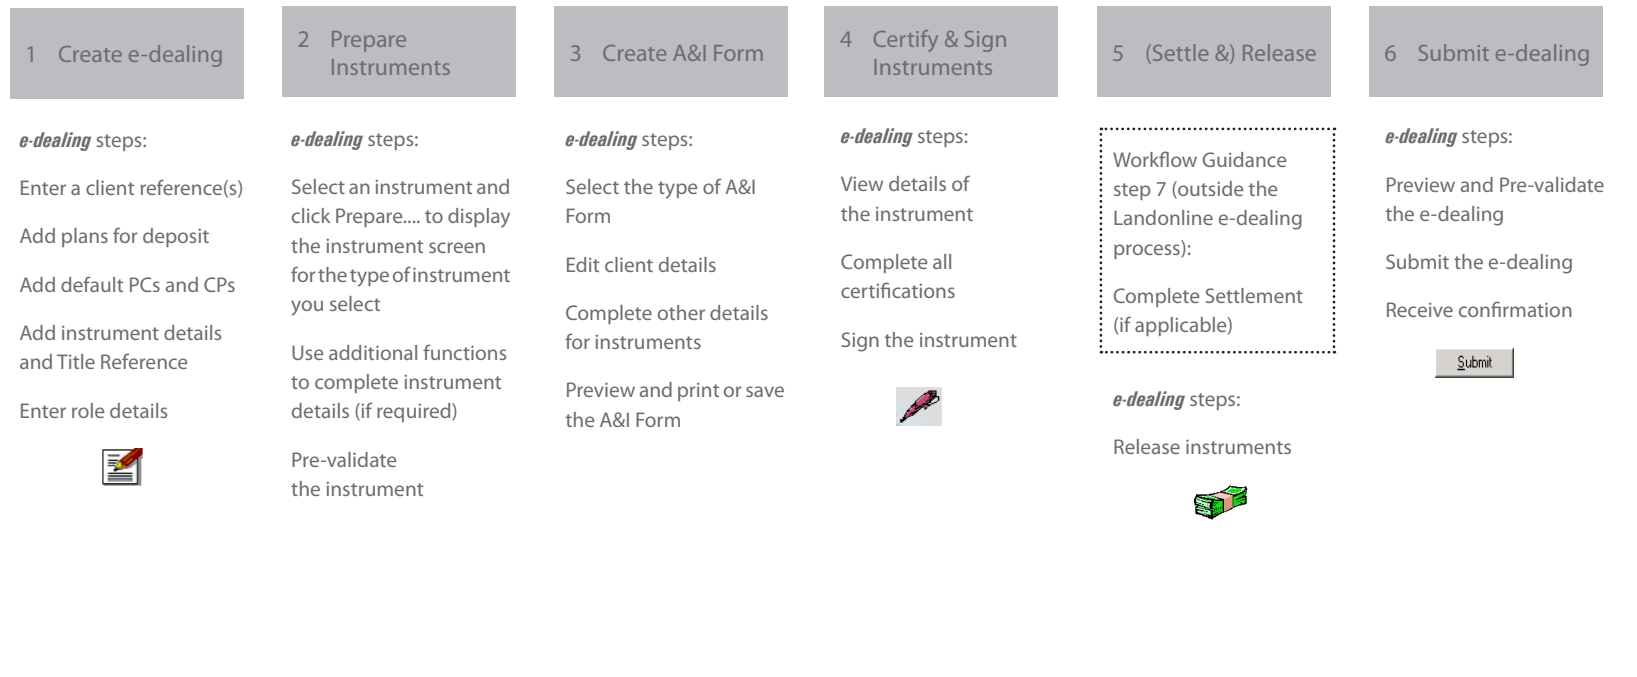 1 Create e-dealing
e-dealing steps:
Enter a client reference(s)
Add plans for deposit
Add default PCs and CPs
Add instrument details
and Title Reference
Enter role details
2 Prepare
Instruments
e-dealing steps:
Select an instrument and
click Prepare.... to display
the instrument screen
for the type of instrument
you select
Use additional functions
to complete instrument
details (if required)
Pre-validate
the instrument
3 Create A&I Form
e-dealing steps:
Select the type of A&I
Form
Edit client details
Complete other details
for instruments
Preview and print or save
the A&I Form
4 Certify & Sign
Instruments
e-dealing steps:
View details of
the instrument
Complete all
certifications
Sign the instrument
5 (Settle &) Release
Workflow Guidance
step 7 (outside the
Landonline e-dealing
process):
Complete Settlement
(if applicable)
e-dealing steps:
Release instruments
6 Submit e-dealing
e-dealing steps:
Preview and Pre-validate
the e-dealing
Submit the e-dealing
Receive confirmation
Submit